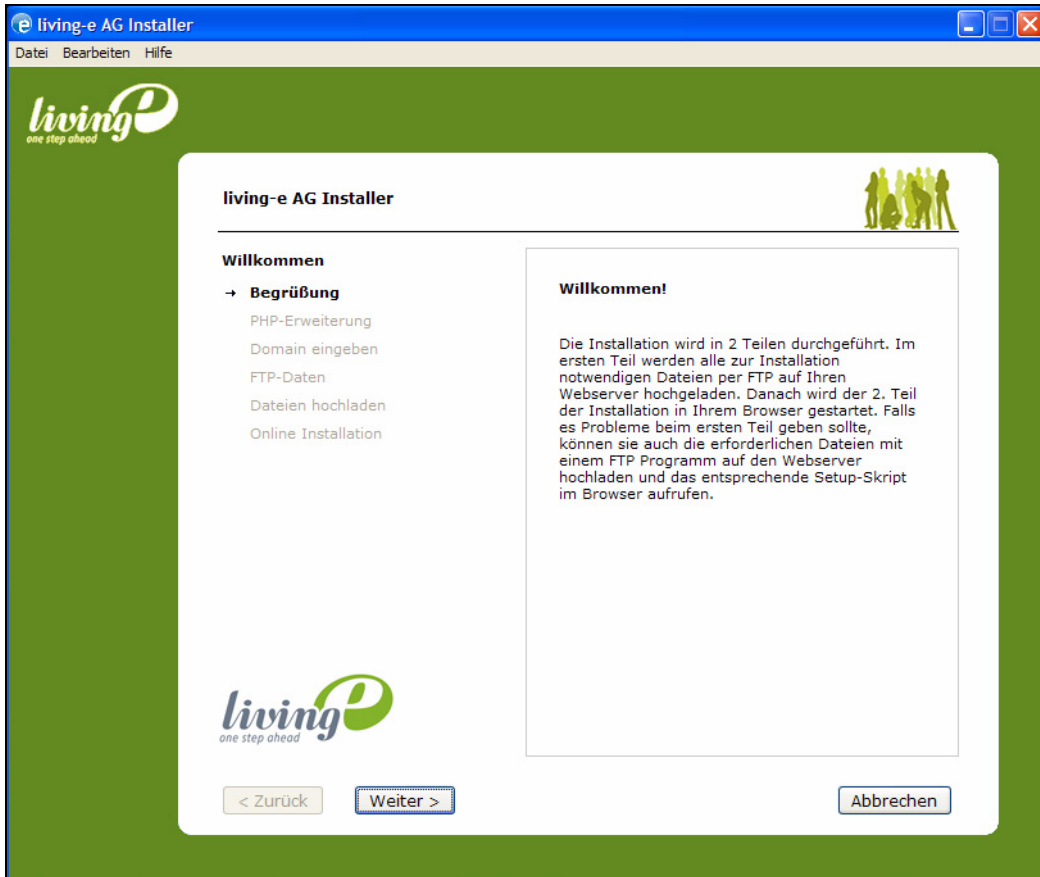 living-e AG Installer
Datei Bearbeiten Hilfe
living e
one step ahead
living-e AG Installer
Willkommen
→ Begrüßung
PHP-Erweiterung
Domain eingeben
FTP-Daten
Dateien hochladen
Online Installation
Willkommen!
Die Installation wird in 2 Teilen durchgeführt. Im
ersten Teil werden alle zur Installation
notwendigen Dateien per FTP auf Ihren
Webserver hochgeladen. Danach wird der 2. Teil
der Installation in Ihrem Browser gestartet. Falls
es Probleme beim ersten Teil geben sollte,
können sie auch die erforderlichen Dateien mit
einem FTP Programm auf den Webserver
hochladen und das entsprechende Setup-Skript
im Browser aufrufen.
living e
one step ahead
< Zurück
Weiter >
Abbrechen